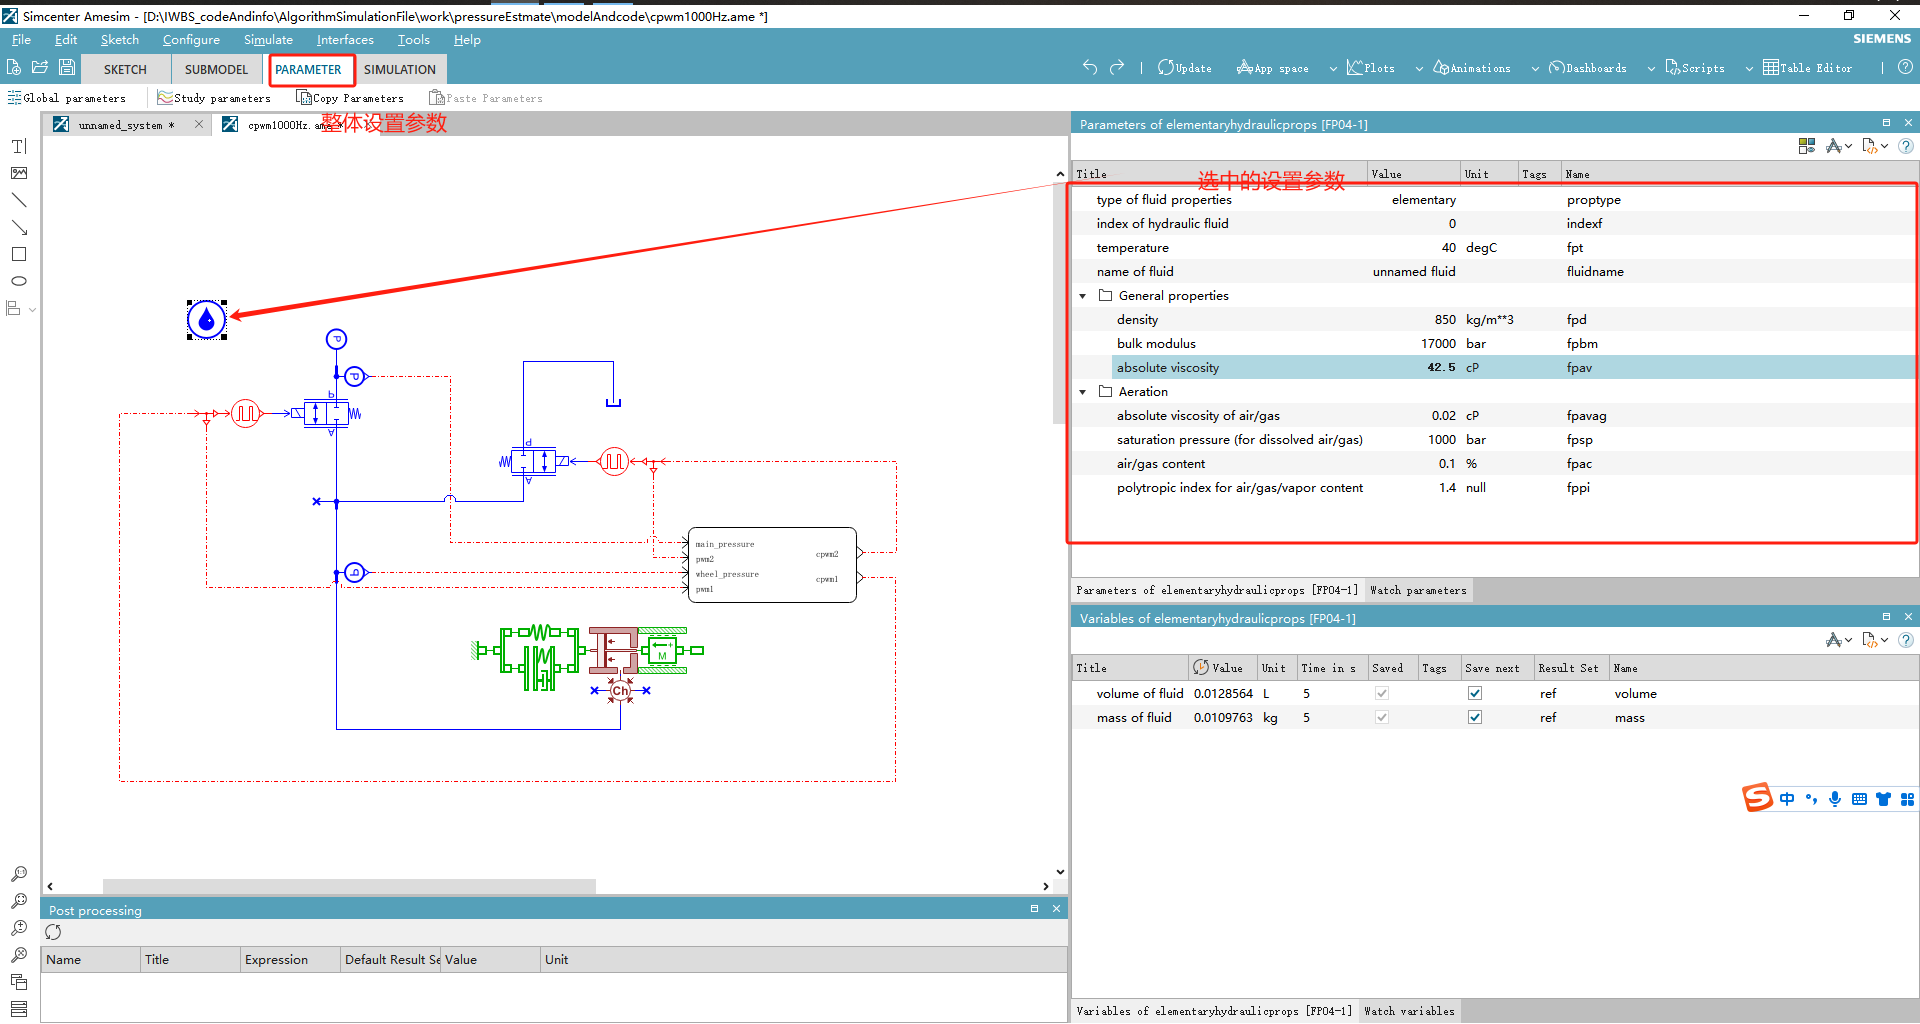 Simcenter Amesim - [D:\IWBS_codeAndinfo\AlgorithmSimulationFile\work\pressureEstmate\modelAndcode\cpwm1000Hz.ame *]
File Edit Sketch Configure Simulate Interfaces Tools Help
SIEMENS
SKETCH SUBMODEL PARAMETER SIMULATION
Update App space Plots Animations Dashboards Scripts Table Editor
Global parameters Study parameters Copy Parameters Paste Parameters
整体设置参数
unnamed_system * cpwm1000Hz.ame *
P
P
P
A
P
A
P
main_pressure
pwm2
wheel_pressure
pwm1
cpwm2
cpwm1
M
Ch
Post processing
Name Title Expression Default Result Se Value Unit
Parameters of elementaryhydraulicprops [FP04-1]
Title Value Unit Tags Name
选中的设置参数
type of fluid properties elementary proptype
index of hydraulic fluid 0 indexf
temperature 40 degC fpt
name of fluid unnamed fluid fluidname
General properties
density 850 kg/m**3 fpd
bulk modulus 17000 bar fpbm
absolute viscosity 42.5 cP fpav
Aeration
absolute viscosity of air/gas 0.02 cP fpavag
saturation pressure (for dissolved air/gas) 1000 bar fpsp
air/gas content 0.1 % fpac
polytropic index for air/gas/vapor content 1.4 null fppi
Parameters of elementaryhydraulicprops [FP04-1] Watch parameters
Variables of elementaryhydraulicprops [FP04-1]
Title Value Unit Time in s Saved Tags Save next Result Set Name
volume of fluid 0.0128564 L 5 ref volume
mass of fluid 0.0109763 kg 5 ref mass
S 中
Variables of elementaryhydraulicprops [FP04-1] Watch variables